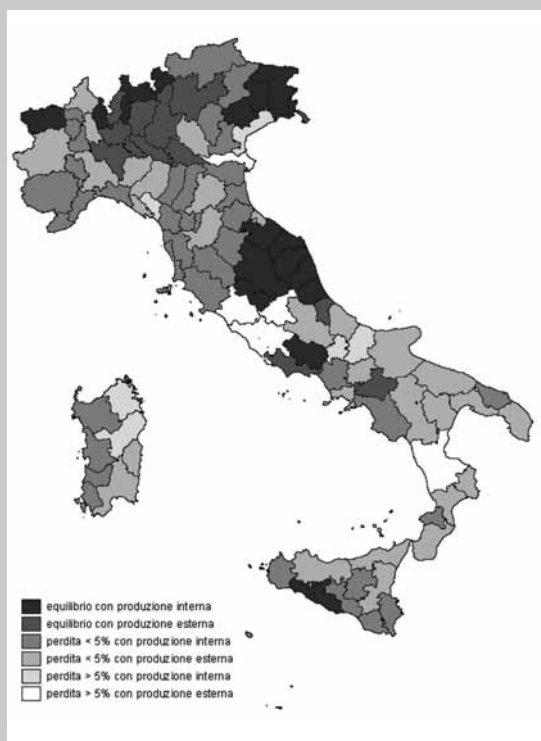 equilibrio con produzione interna
equilibrio con produzione esterna
perdita < 5% con produzione interna
perdita < 5% con produzione esterna
perdita > 5% con produzione interna
perdita > 5% con produzione esterna